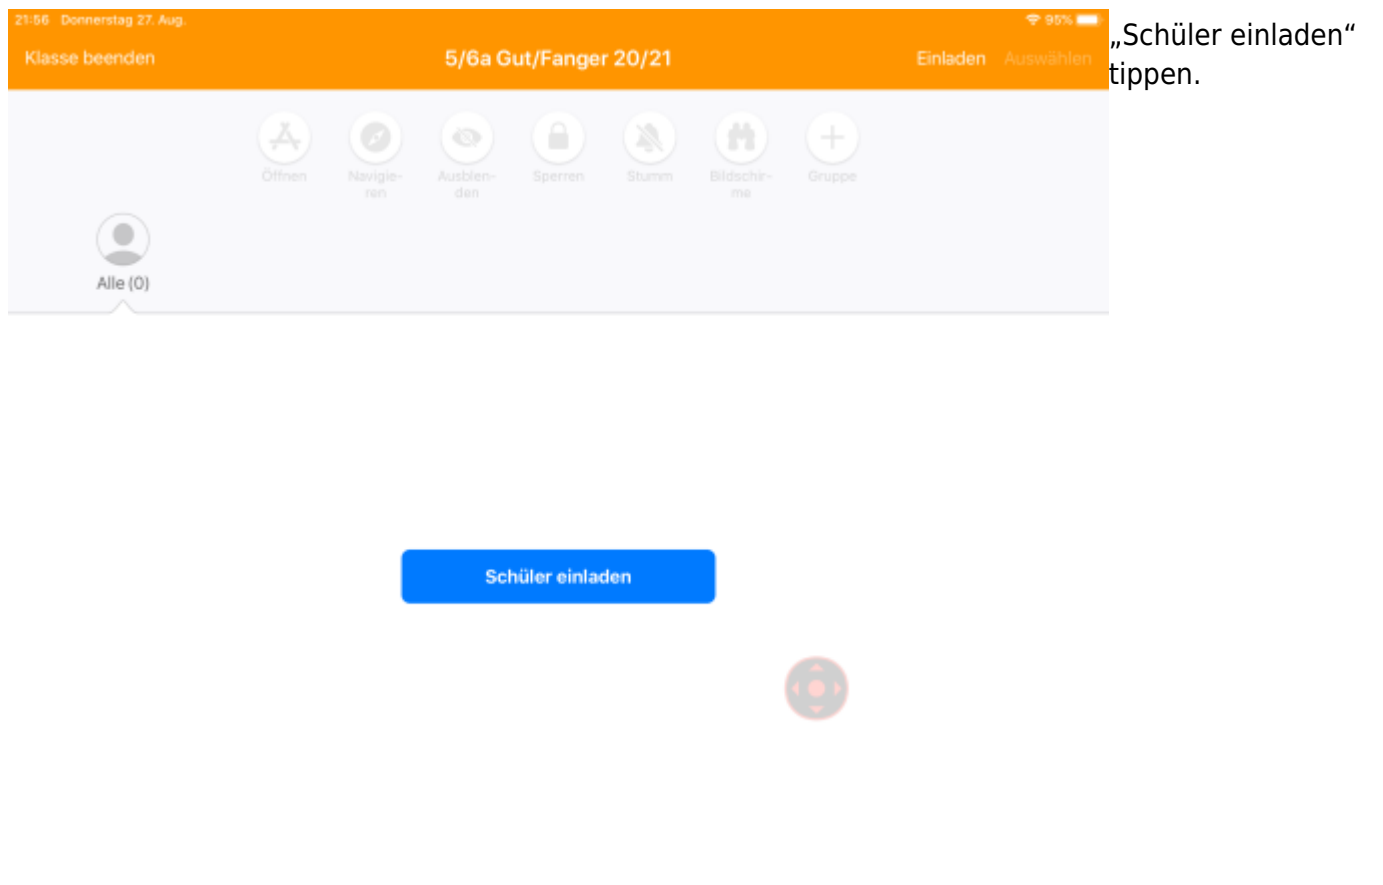 21:56 Donnerstag 27. Aug.
95%
Klasse beenden
5/6a Gut/Fanger 20/21
Einladen
Auswählen
„Schüler einladen“
tippen.
Öffnen
Navigie-
ren
Ausblen-
den
Sperren
Stumm
Bildschir-
me
Gruppe
Alle (0)
Schüler einladen